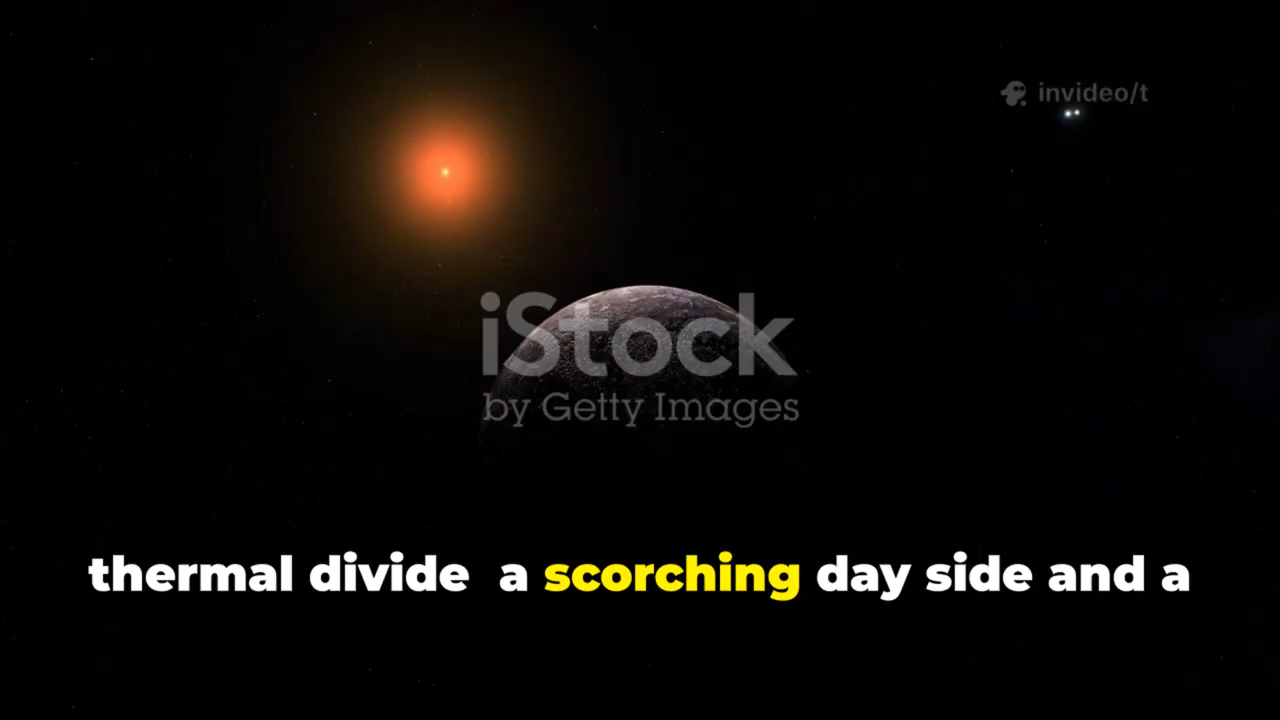 invideo/t
iStock
by Getty Images
thermal divide a scorching day side and a